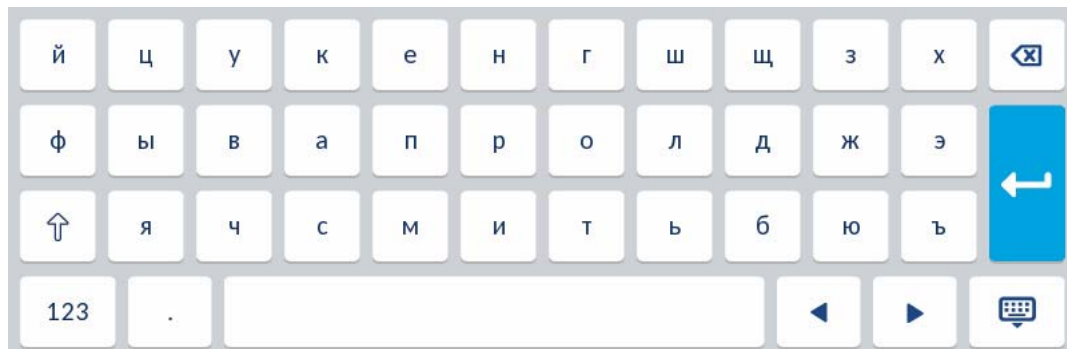 й ц у к е н г ш щ з х
ф ы в а п р о л д ж э
я ч с м и т ь б ю ъ
123 .